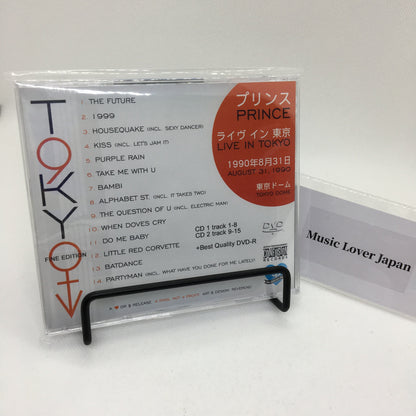 TOKYO
FINE EDITION
1 THE FUTURE
2 1999
3 HOUSEQUAKE (INCL. SEXY DANCER)
4 KISS (INCL. LET'S JAM IT)
5 PURPLE RAIN
6 TAKE ME WITH U
7 BAMBI
8 ALPHABET ST. (INCL. IT TAKES TWO)
9 THE QUESTION OF U (INCL. ELECTRIC MAN)
10 WHEN DOVES CRY
11 DO ME BABY
12 LITTLE RED CORVETTE
13 BATDANCE
14 PARTYMAN (INCL. WHAT HAVE YOU DONE FOR ME LATELY)
プリンス
PRINCE
ライヴ イン 東京
LIVE IN TOKYO
1990年8月31日
AUGUST 31, 1990
東京ドーム
TOKYO DOME
CD 1 track 1-8
CD 2 track 9-15
+Best Quality DVD-R
DVD
Music Lover Japan